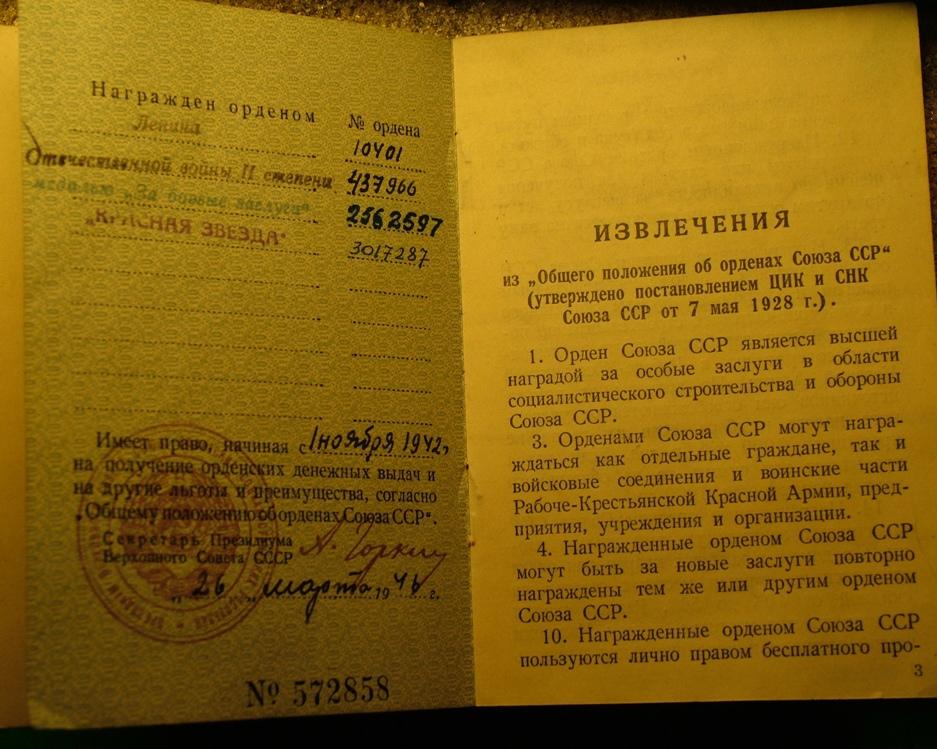 Награжден орденом
№ ордена
Ленина
10401
Отечественной войны II степени
437966
медалью „За боевые заслуги"
2562597
„КРАСНАЯ ЗВЕЗДА"
3017287
Имеет право, начиная с 1 ноября 1942 г,
на получение орденских денежных выдач и
на другие льготы и преимущества, согласно
„Общему положению об орденах Союза ССР".
Секретарь Президиума
Верховного Совета СССР
А. Горкин
„26" марта 1946 г.
№ 572858
ИЗВЛЕЧЕНИЯ
из „Общего положения об орденах Союза ССР"
(утверждено постановлением ЦИК и СНК
Союза ССР от 7 мая 1928 г.).
1. Орден Союза ССР является высшей
наградой за особые заслуги в области
социалистического строительства и обороны
Союза ССР.
3. Орденами Союза ССР могут награ-
ждаться как отдельные граждане, так и
войсковые соединения и воинские части
Рабоче-Крестьянской Красной Армии, пред-
приятия, учреждения и организации.
4. Награжденные орденом Союза ССР
могут быть за новые заслуги повторно
награждены тем же или другим орденом
Союза ССР.
10. Награжденные орденом Союза ССР
пользуются лично правом бесплатного про-
3